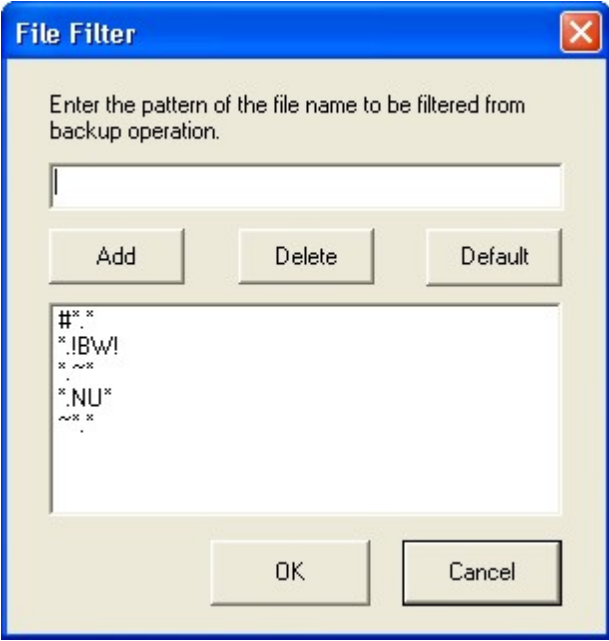 File Filter
Enter the pattern of the file name to be filtered from
backup operation.
Add Delete Default
#*.*
*.!BW!
*.~*
*.NU*
~*.*
OK Cancel